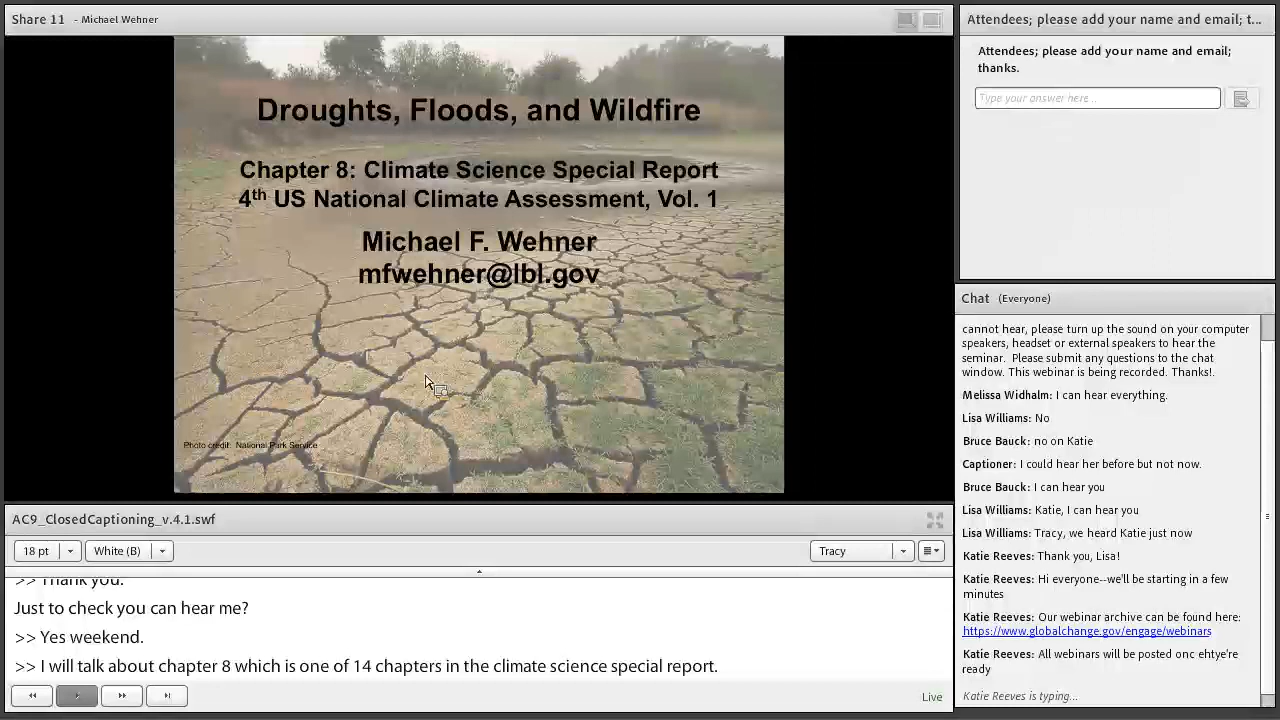 Share 11 - Michael Wehner
Droughts, Floods, and Wildfire
Chapter 8: Climate Science Special Report
4th US National Climate Assessment, Vol. 1
Michael F. Wehner
mfwehner@lbl.gov
Photo credit: National Park Service
AC9_ClosedCaptioning_v.4.1.swf
18 pt
White (B)
Tracy
>> Thank you.
Just to check you can hear me?
>> Yes weekend.
>> I will talk about chapter 8 which is one of 14 chapters in the climate science special report.
Live
Attendees; please add your name and email; t...
Attendees; please add your name and email;
thanks.
Type your answer here...
Chat (Everyone)
cannot hear, please turn up the sound on your computer
speakers, headset or external speakers to hear the
seminar. Please submit any questions to the chat
window. This webinar is being recorded. Thanks!.
Melissa Widhalm: I can hear everything.
Lisa Williams: No
Bruce Bauck: no on Katie
Captioner: I could hear her before but not now.
Bruce Bauck: I can hear you
Lisa Williams: Katie, I can hear you
Lisa Williams: Tracy, we heard Katie just now
Katie Reeves: Thank you, Lisa!
Katie Reeves: Hi everyone--we'll be starting in a few
minutes
Katie Reeves: Our webinar archive can be found here:
https://www.globalchange.gov/engage/webinars
Katie Reeves: All webinars will be posted onc ehtye're
ready
Katie Reeves is typing...